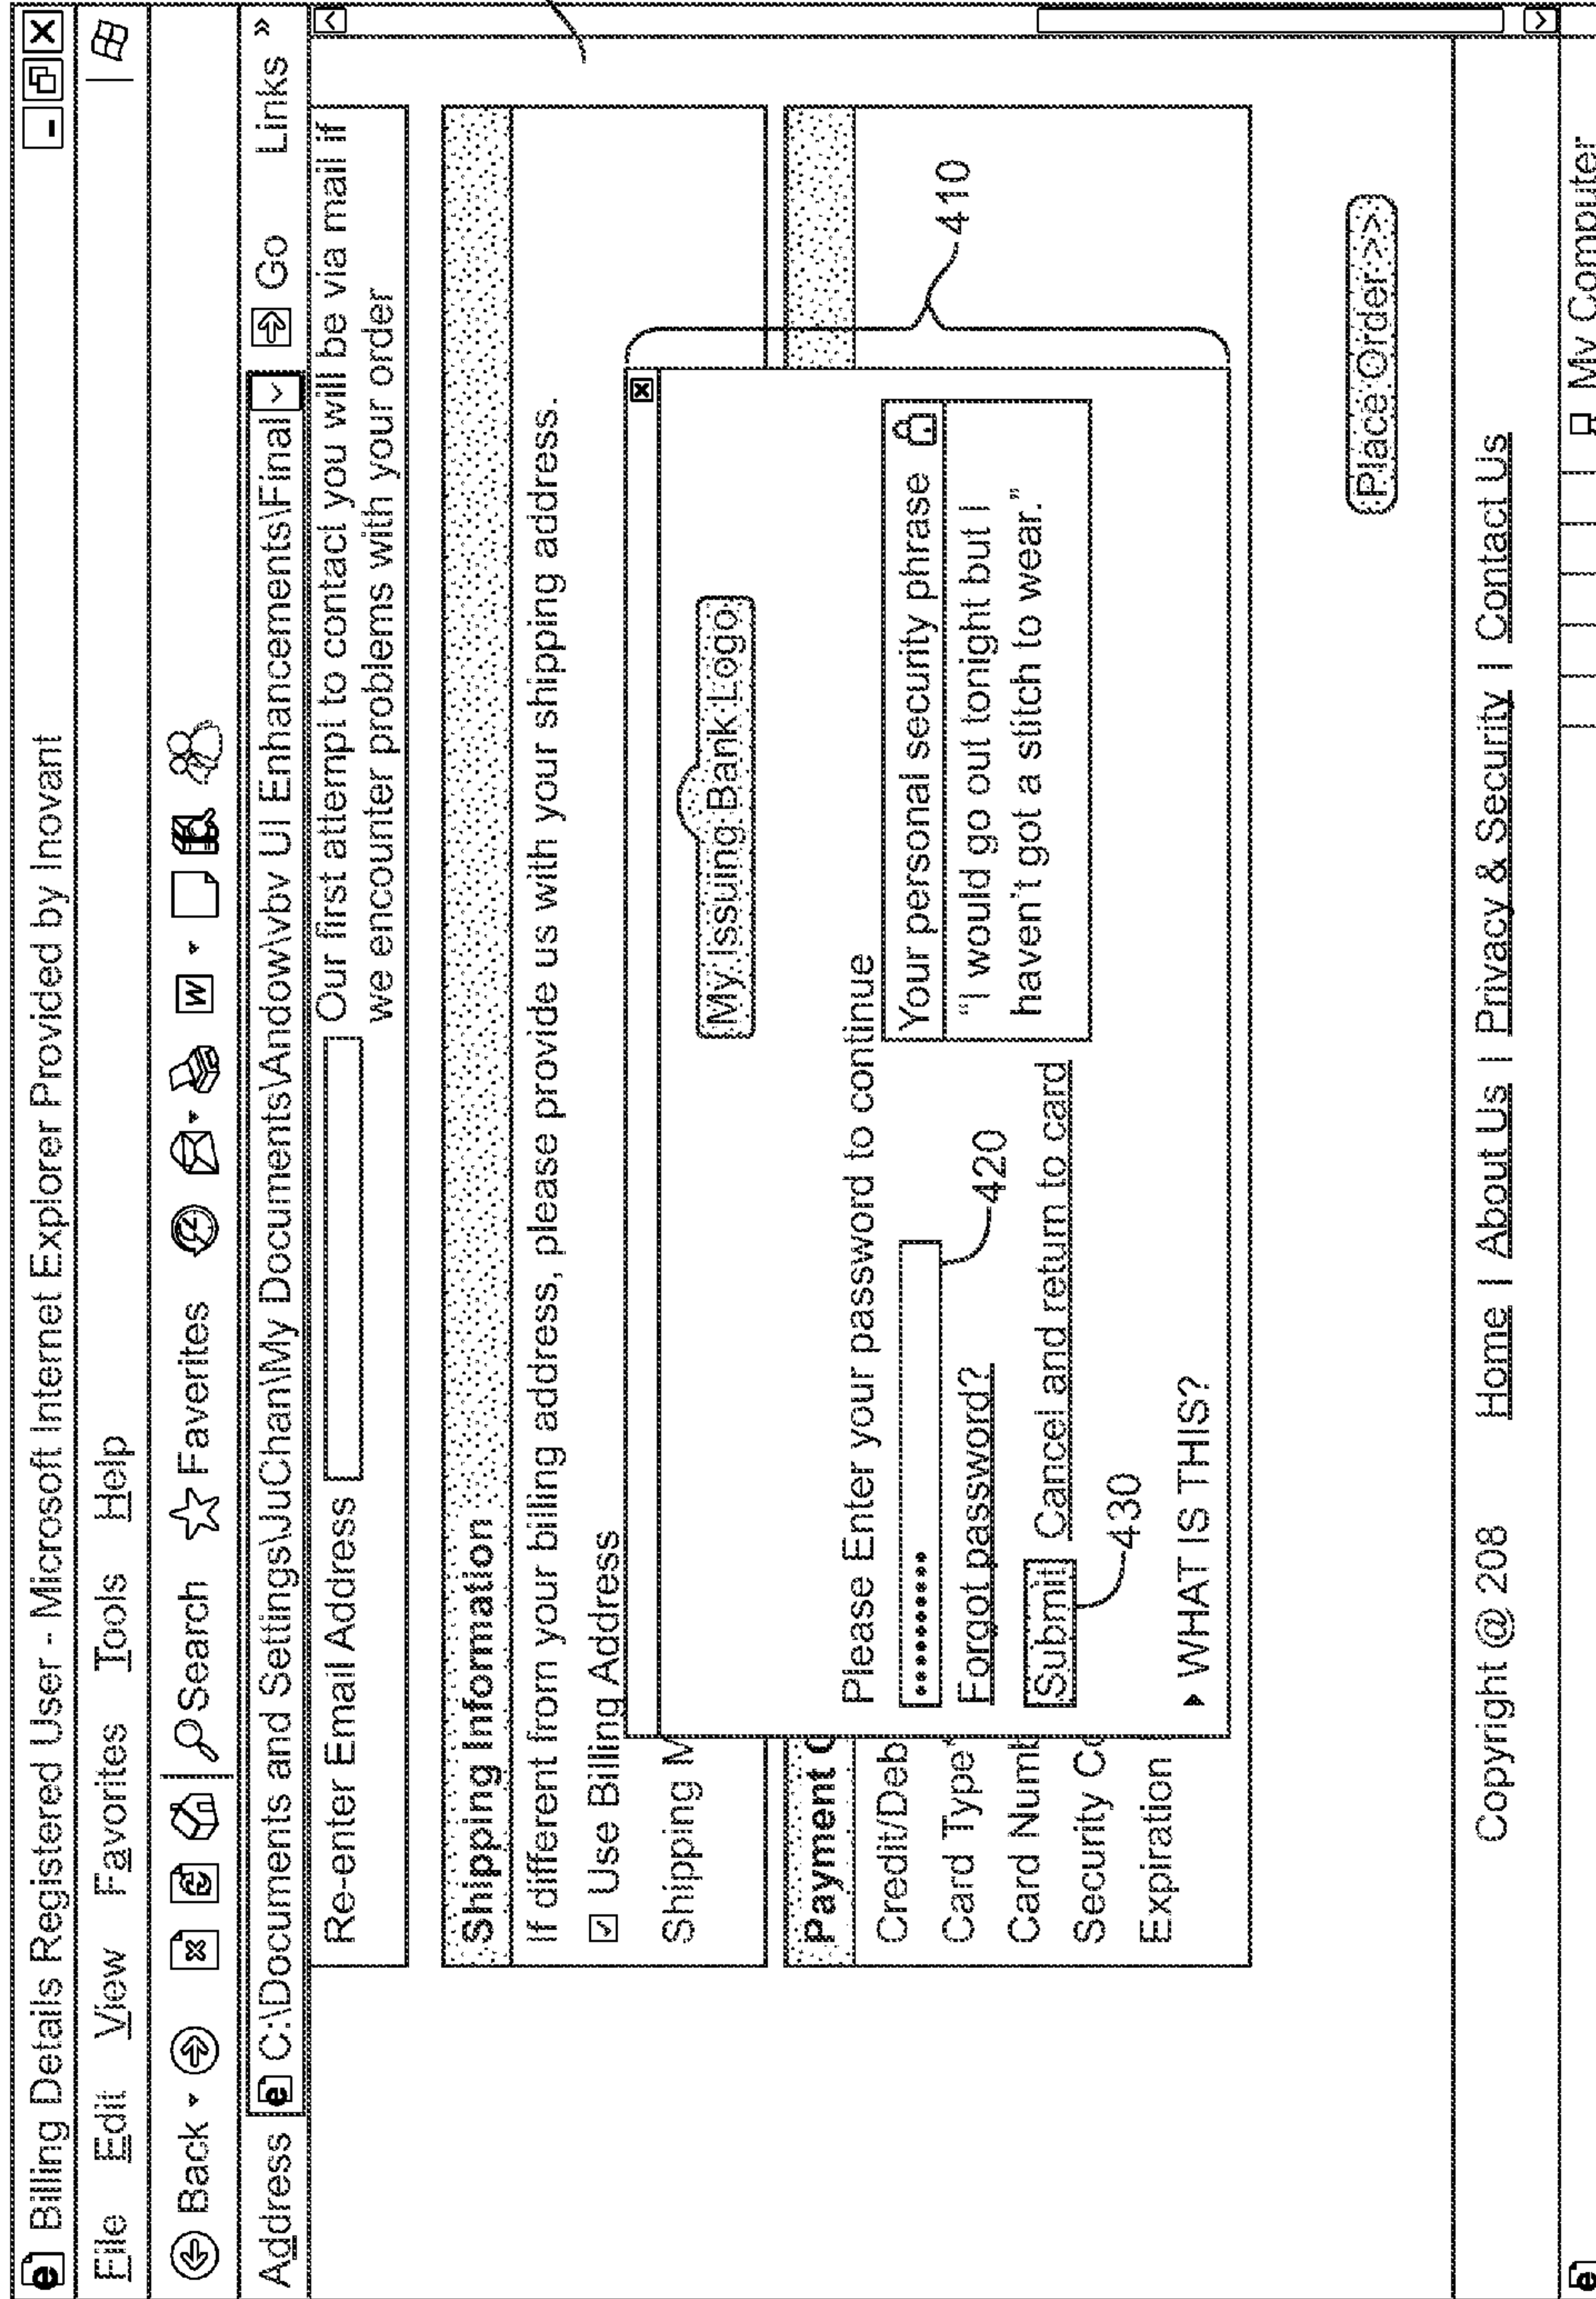 Billing Details Registered User - Microsoft Internet Explorer Provided by Inovant
File Edit View Favorites Tools Help
Back Search Faverites W
Address C:\Documents and Settings\JuChan\My Documents\Andow\vbv UI Enhancements\Final Go Links »
Re-enter Email Address Our first attempt to contact you will be via mail if
we encounter problems with your order
Shipping Information
If different from your billing address, please provide us with your shipping address.
Use Billing Address
Shipping M
My Issuing Bank Logo
Payment
Credit/Deb
Card Type*
Card Numb
Security Co
Expiration
Please Enter your password to continue
Your personal security phrase
"I would go out tonight but I
haven't got a stitch to wear."
420
Forgot password?
Submit Cancel and return to card
430
▸ WHAT IS THIS?
410
Place Order >>
Copyright @ 208 Home | About Us | Privacy & Security | Contact Us
My Computer